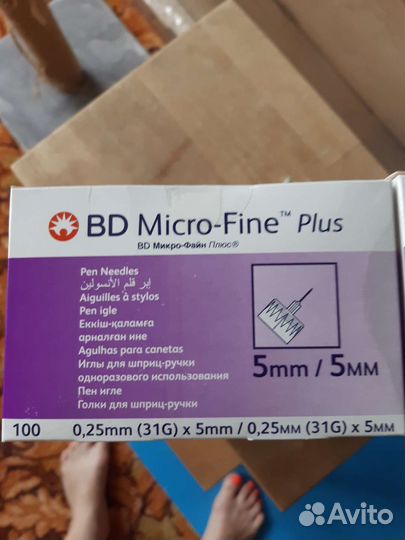 BD Micro-Fine™ Plus
BD Микро-Файн Плюс®
Pen Needles
إبر قلم الأنسولين
Aiguilles à stylos
Pen igle
Еккіш-қаламға
арналған ине
Agulhas para canetas
Иглы для шприц-ручки
одноразового использования
Пен игле
Голки для шприц-ручки
5mm / 5мм
100 0,25mm (31G) x 5mm / 0,25мм (31G) x 5мм
Avito